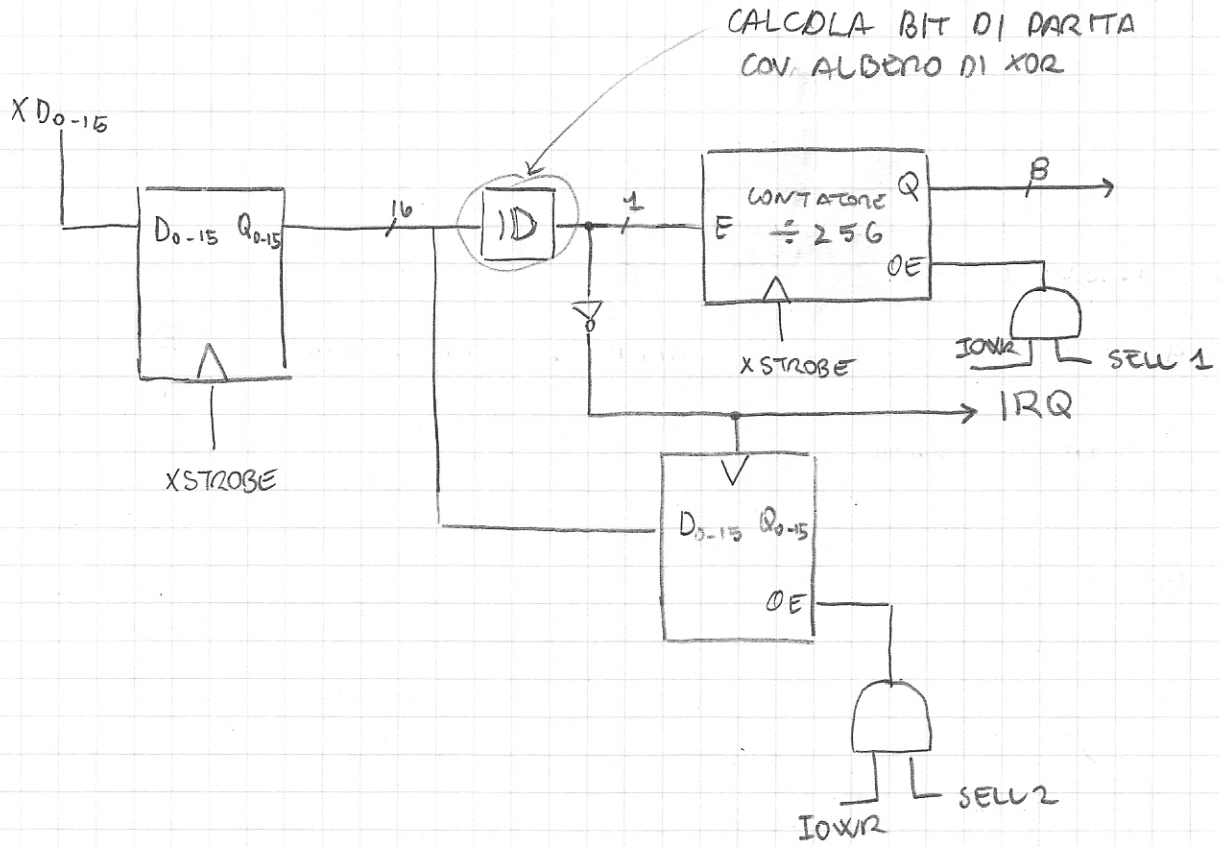 CALCOLA BIT DI PARITA
CON ALBERO DI XOR
XD0-15
D0-15 Q0-15
16
1D
1
E
CONTATORE
÷ 256
Q
OE
8
XSTROBE
XSTROBE
IOWR
SELL 1
IRQ
D0-15 Q0-15
OE
IOWR
SELL 2